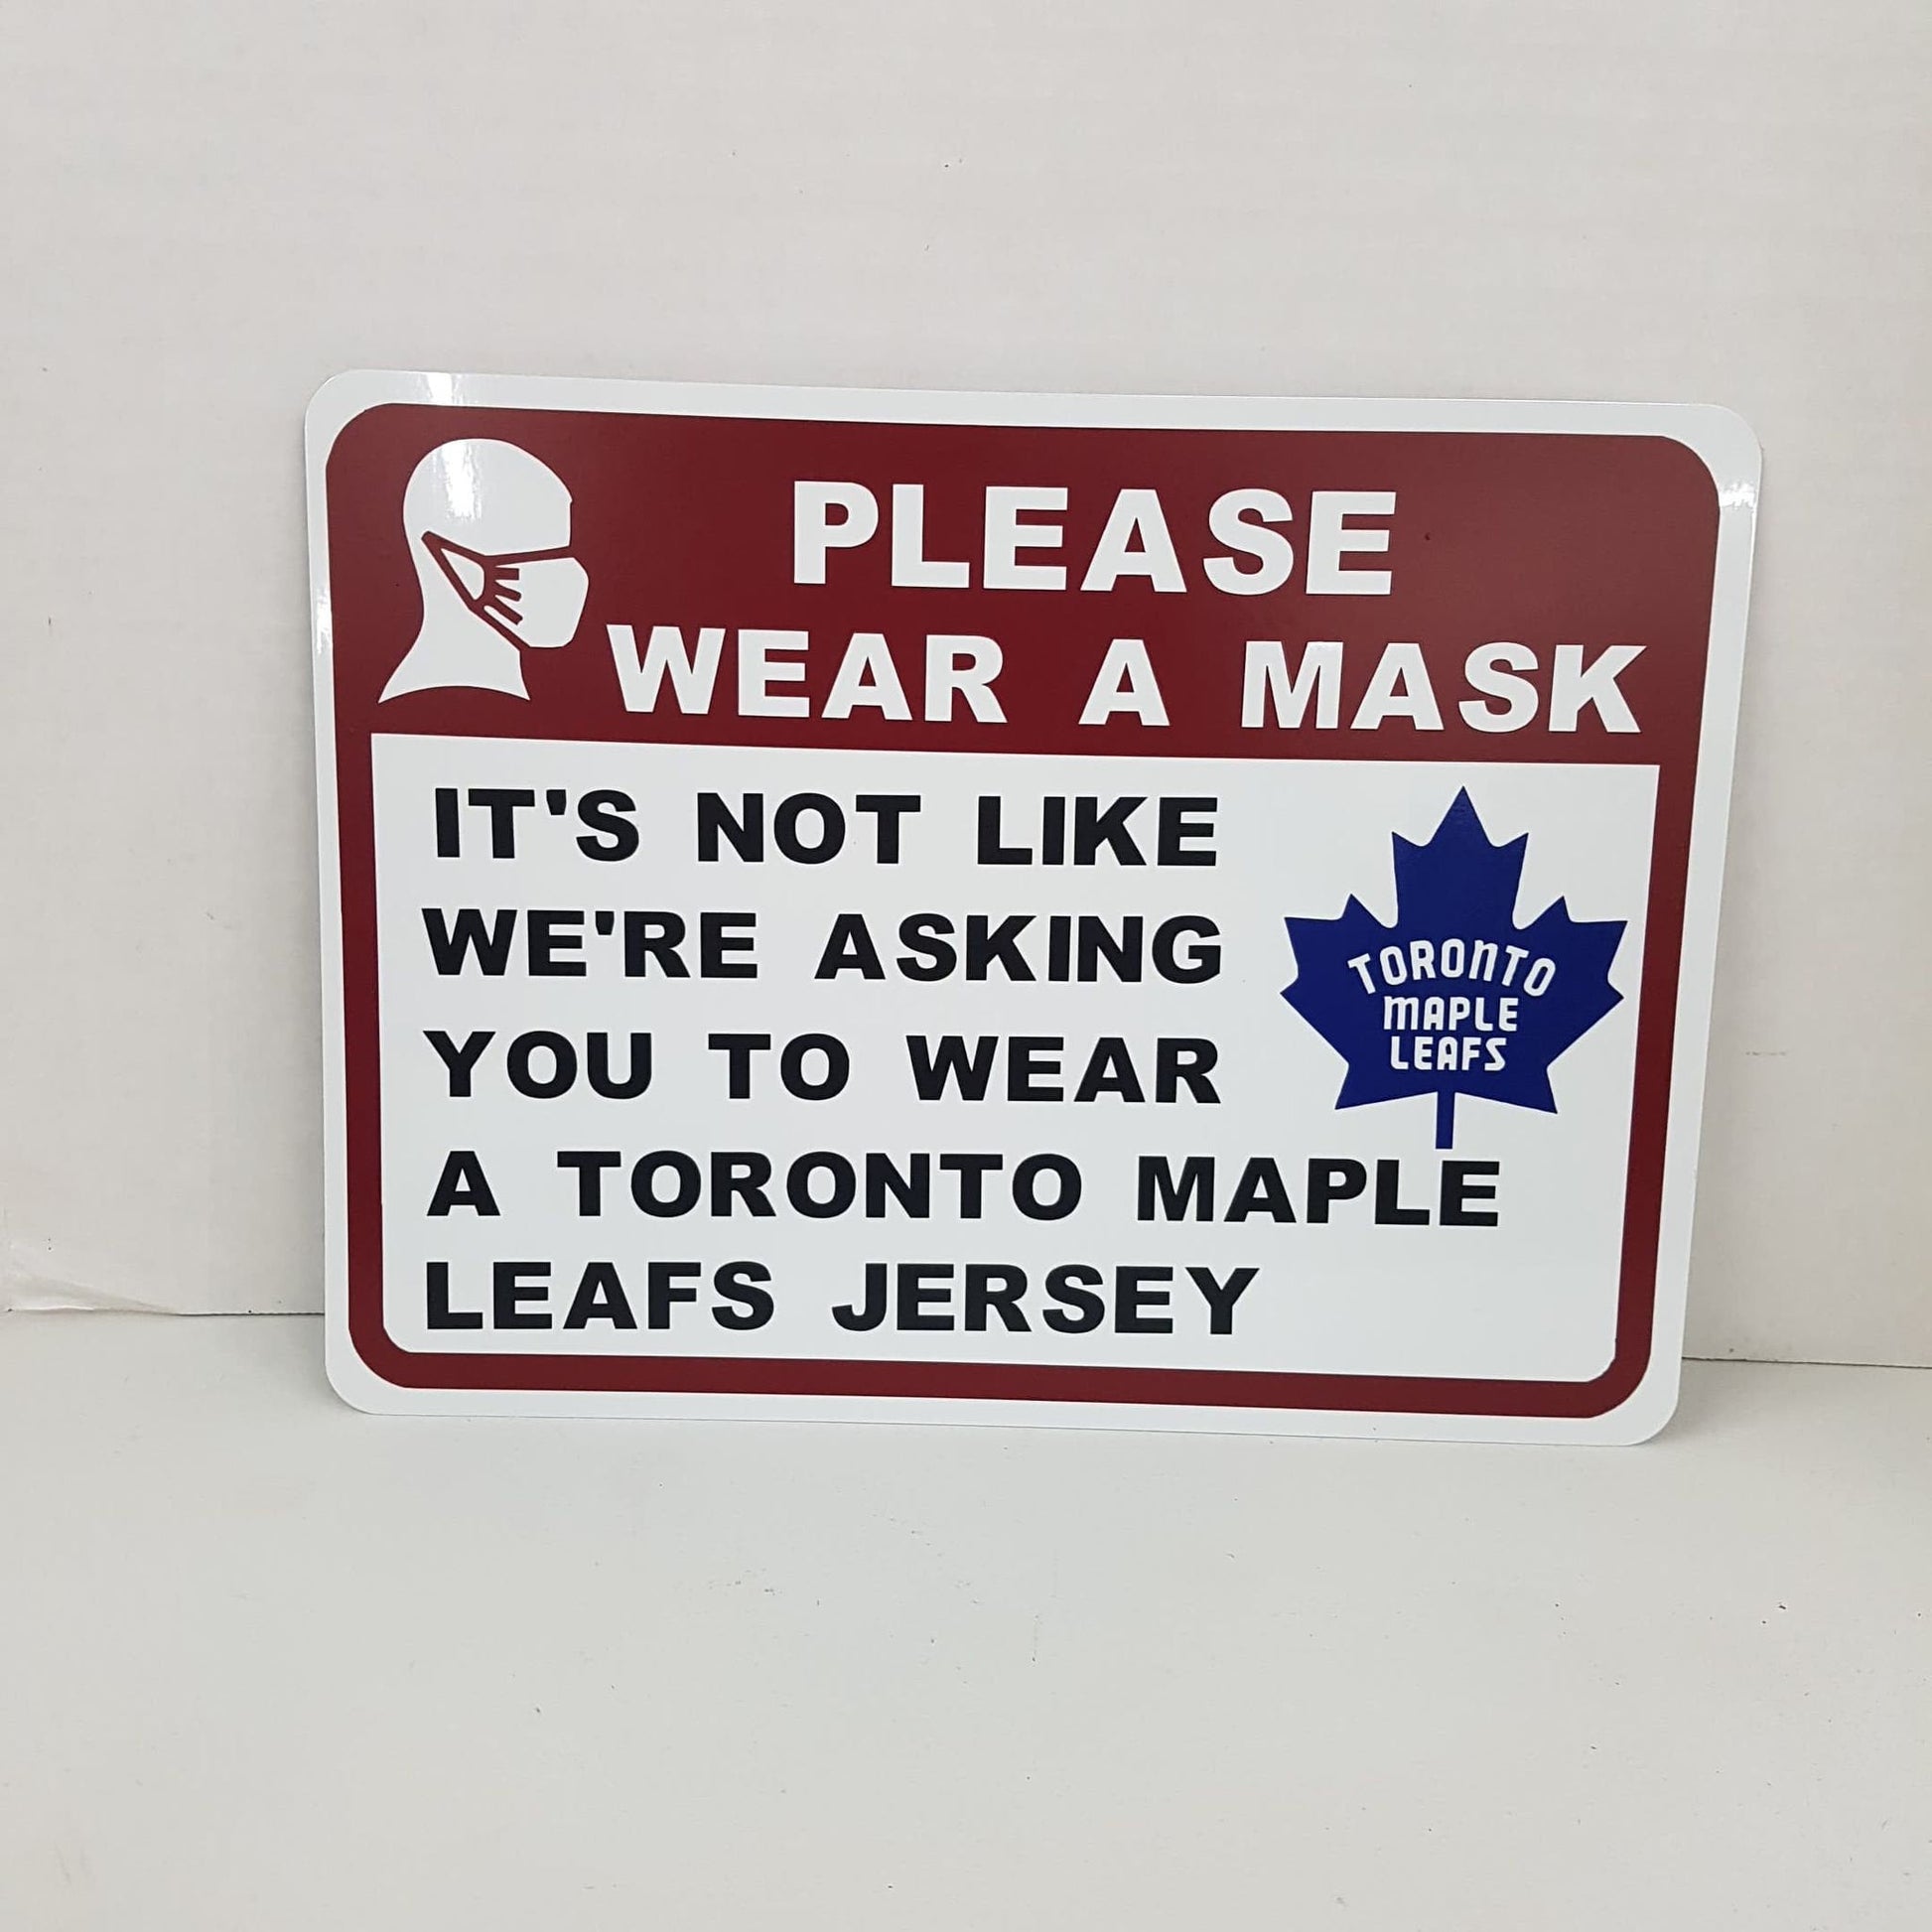 PLEASE
WEAR A MASK
IT'S NOT LIKE
WE'RE ASKING
YOU TO WEAR
A TORONTO MAPLE
LEAFS JERSEY
TORONTO
MAPLE
LEAFS